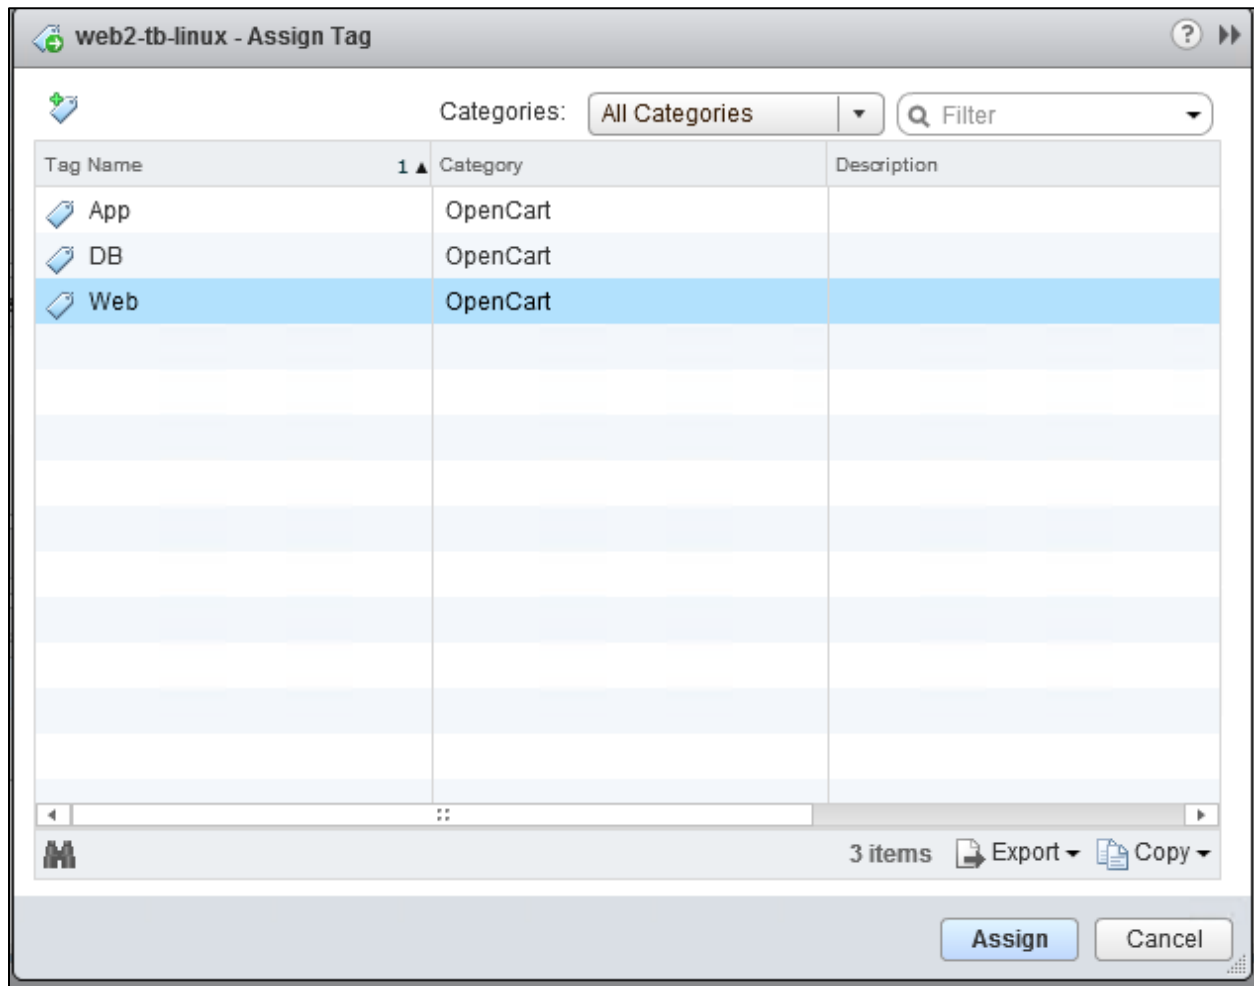 web2-tb-linux - Assign Tag ?
Categories: All Categories Filter
Tag Name 1 Category Description
App OpenCart
DB OpenCart
Web OpenCart
3 items Export Copy
Assign Cancel